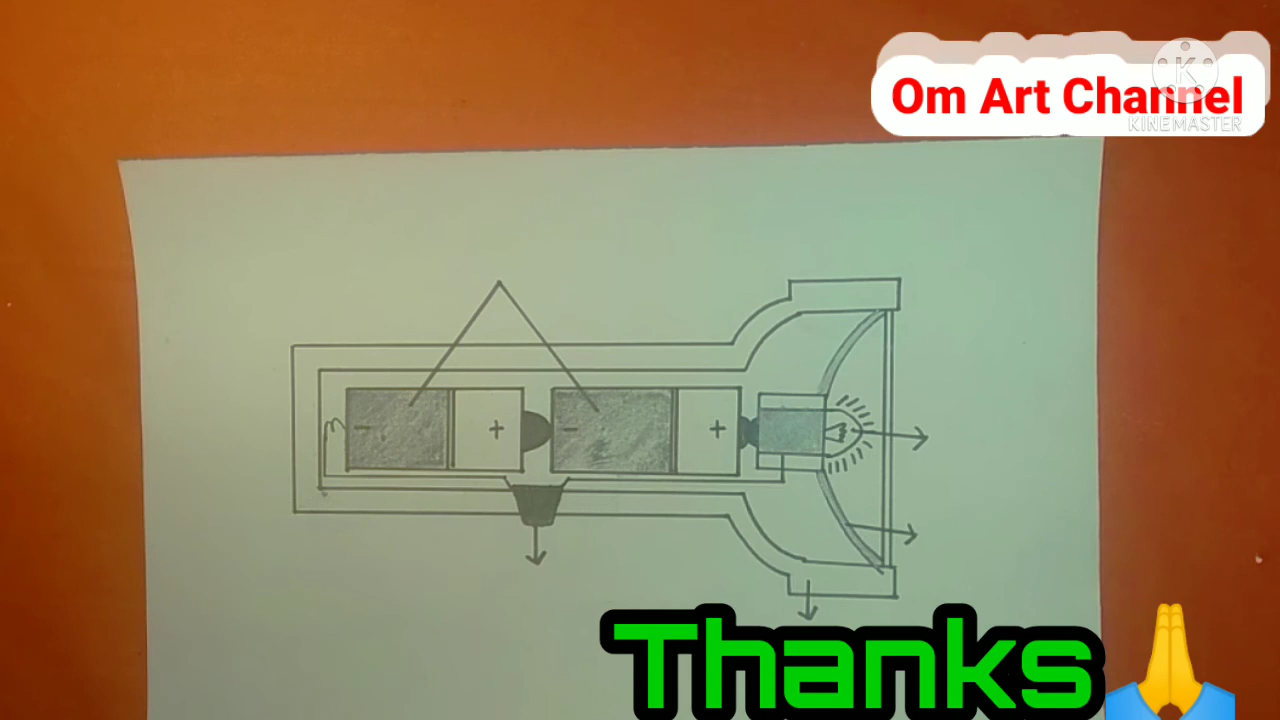 Om Art Channel
KINEMASTER
- + - +
Thanks🙏